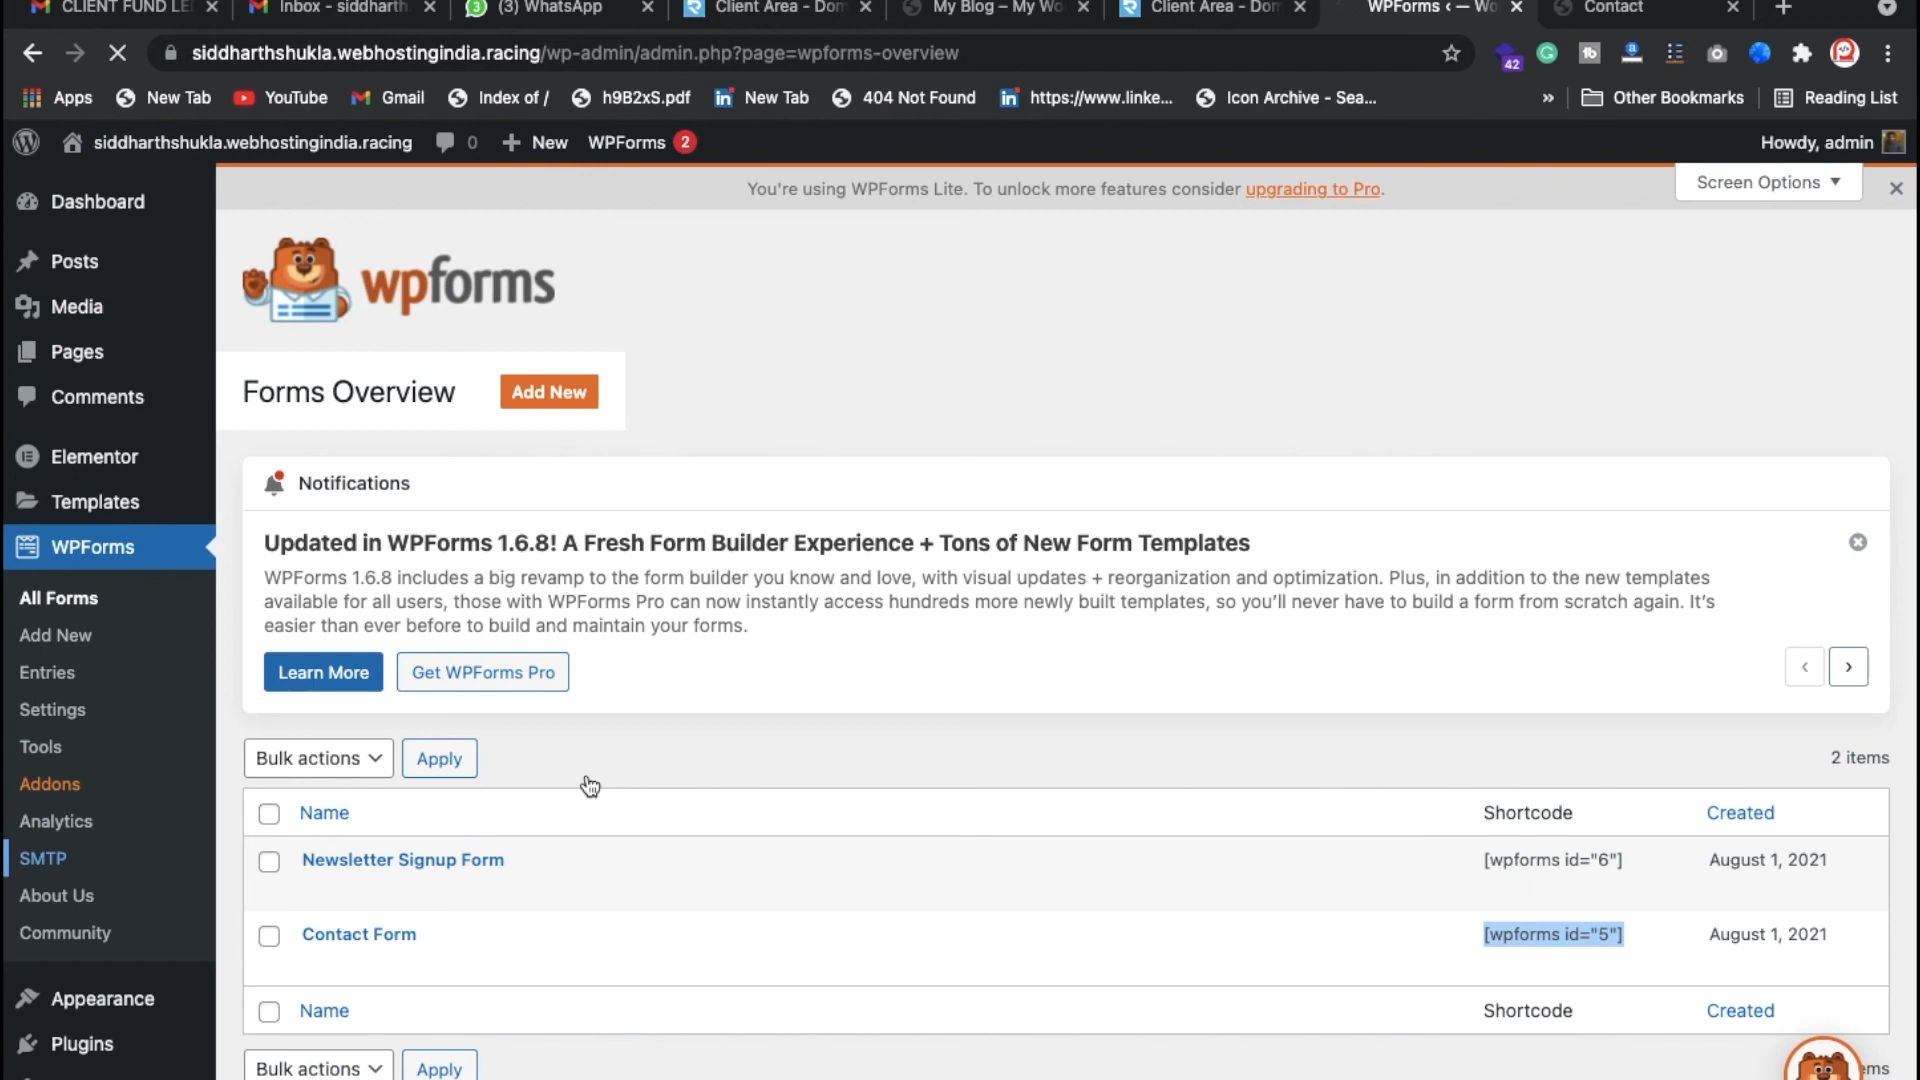 CLIENT FUND LE
Inbox - siddharth
(3) WhatsApp
Client Area - Dom
My Blog – My Wo
Client Area - Dom
WPForms ‹ — Wo
Contact
siddharthshukla.webhostingindia.racing/wp-admin/admin.php?page=wpforms-overview
42
Apps
New Tab
YouTube
Gmail
Index of /
h9B2xS.pdf
New Tab
404 Not Found
https://www.linke...
Icon Archive - Sea...
»
Other Bookmarks
Reading List
siddharthshukla.webhostingindia.racing
0
+ New
WPForms 2
Howdy, admin
You're using WPForms Lite. To unlock more features consider upgrading to Pro.
Screen Options
Dashboard
Posts
Media
Pages
Comments
Elementor
Templates
WPForms
All Forms
Add New
Entries
Settings
Tools
Addons
Analytics
SMTP
About Us
Community
Appearance
Plugins
wpforms
Forms Overview
Add New
Notifications
Updated in WPForms 1.6.8! A Fresh Form Builder Experience + Tons of New Form Templates
WPForms 1.6.8 includes a big revamp to the form builder you know and love, with visual updates + reorganization and optimization. Plus, in addition to the new templates
available for all users, those with WPForms Pro can now instantly access hundreds more newly built templates, so you'll never have to build a form from scratch again. It's
easier than ever before to build and maintain your forms.
Learn More
Get WPForms Pro
‹
›
Bulk actions
Apply
2 items
Name
Shortcode
Created
Newsletter Signup Form
[wpforms id="6"]
August 1, 2021
Contact Form
[wpforms id="5"]
August 1, 2021
Name
Shortcode
Created
Bulk actions
Apply